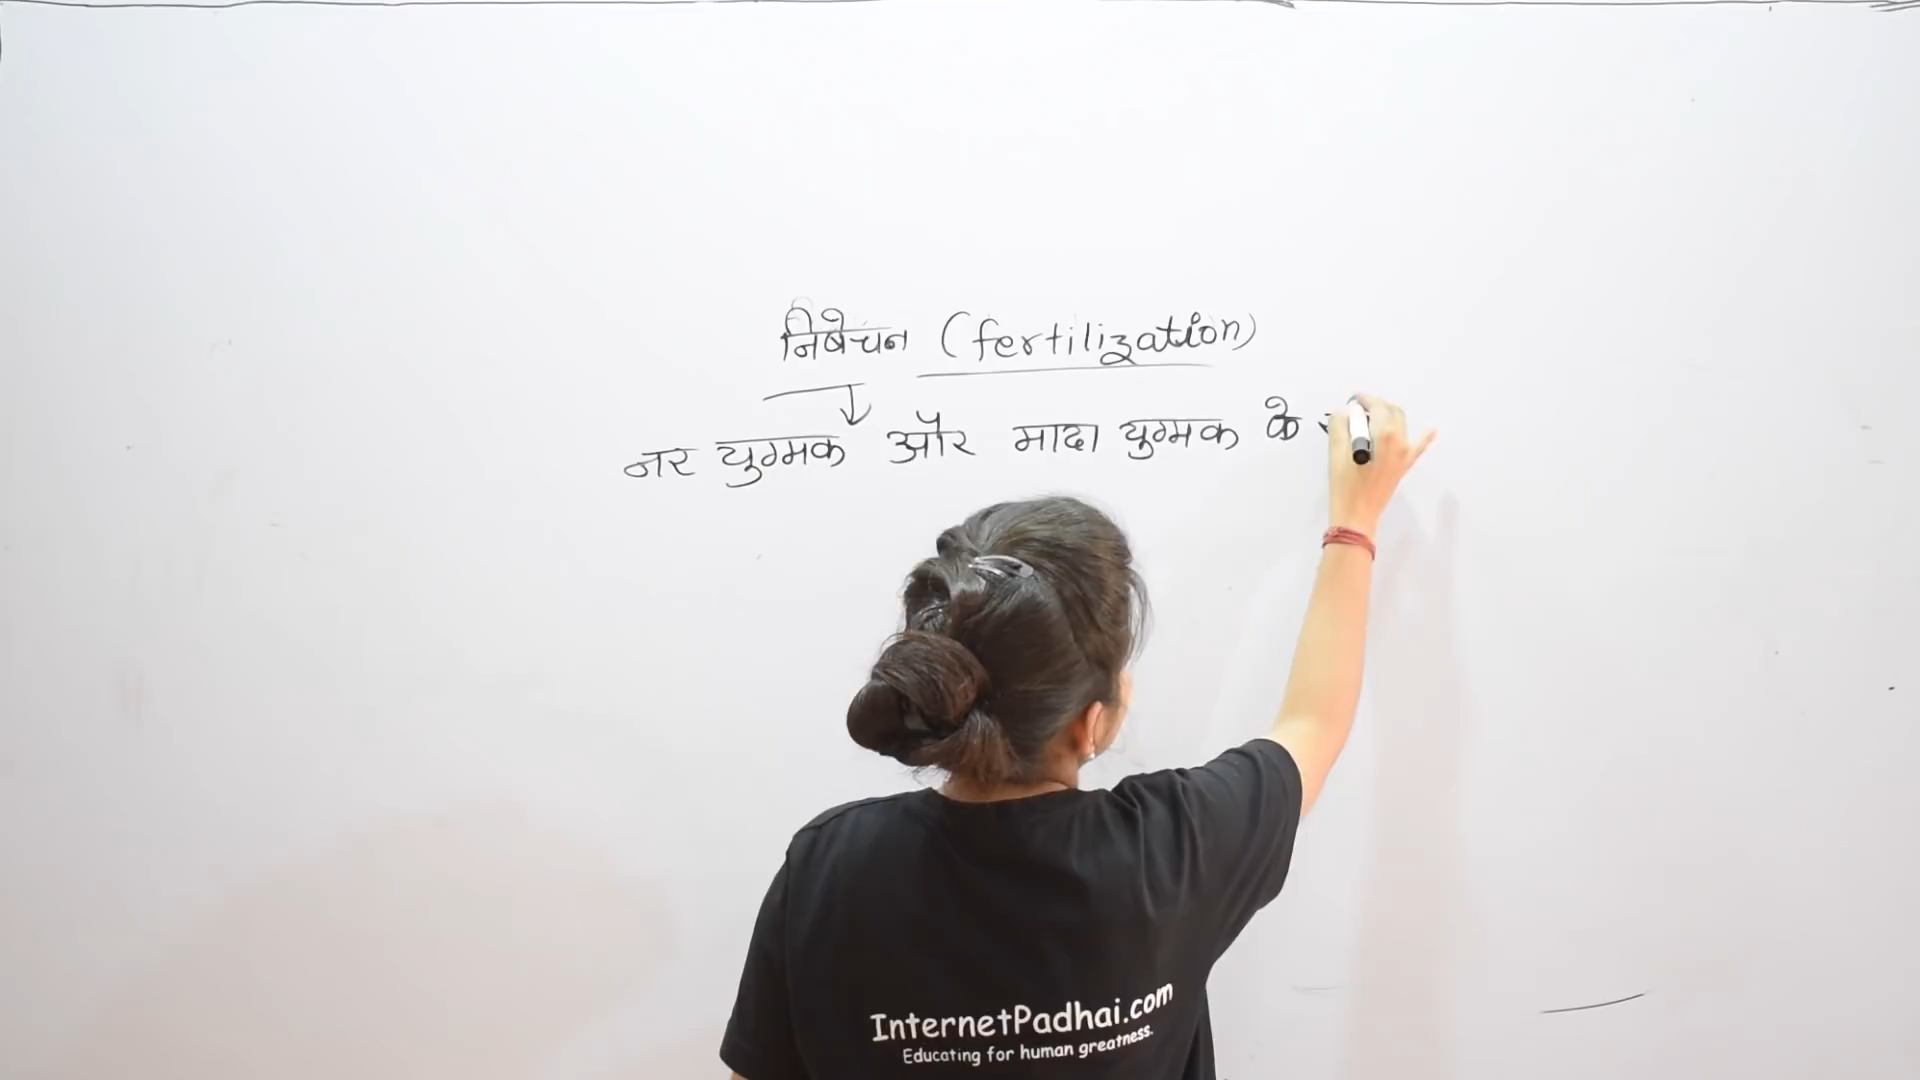 निषेचन (fertilization)
नर युग्मक और मादा युग्मक के
InternetPadhai.com
Educating for human greatness.